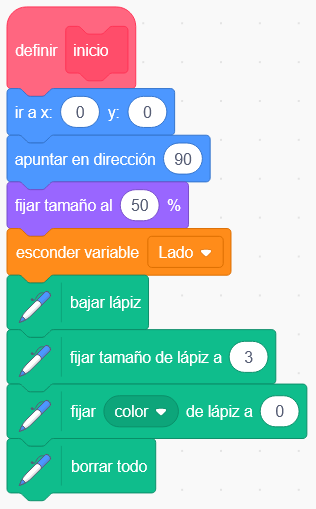 definir inicio
ir a x: 0 y: 0
apuntar en dirección 90
fijar tamaño al 50 %
esconder variable Lado
bajar lápiz
fijar tamaño de lápiz a 3
fijar color de lápiz a 0
borrar todo